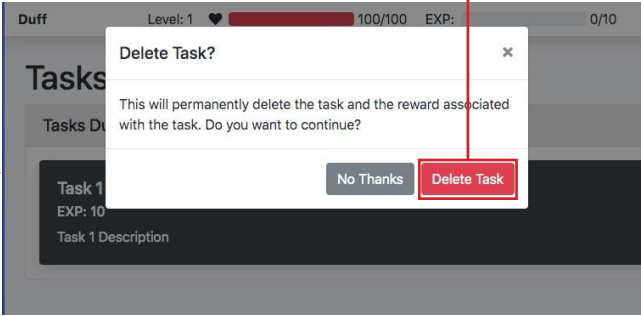 Duff Level: 1 100/100 EXP: 0/10
Delete Task? ×
Tasks
This will permanently delete the task and the reward associated
with the task. Do you want to continue?
Tasks Du
No Thanks Delete Task
Task 1
EXP: 10
Task 1 Description